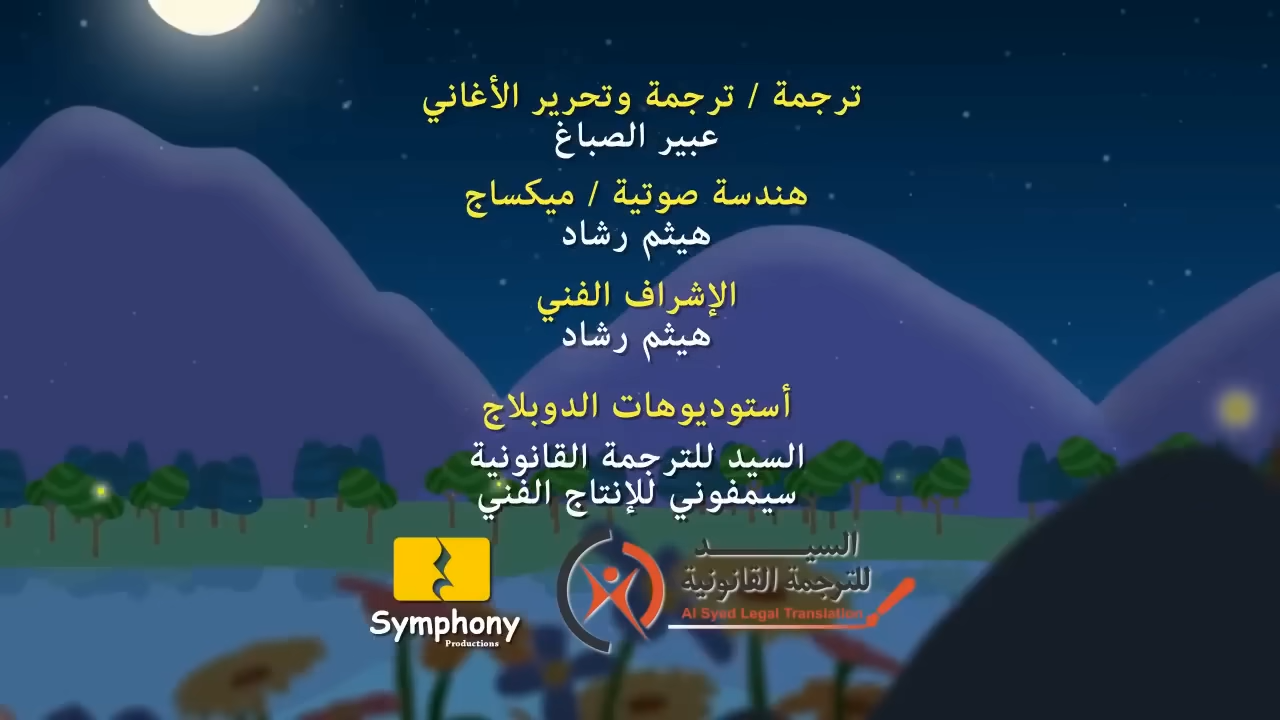 ترجمة / ترجمة وتحرير الأغاني
عبير الصباغ
هندسة صوتية / ميكساج
هيثم رشاد
الإشراف الفني
هيثم رشاد
أستوديوهات الدوبلاج
السيد للترجمة القانونية
سيمفوني للإنتاج الفني
السيـــــــد
للترجمة القانونية
Al Syed Legal Translation
Symphony
Productions